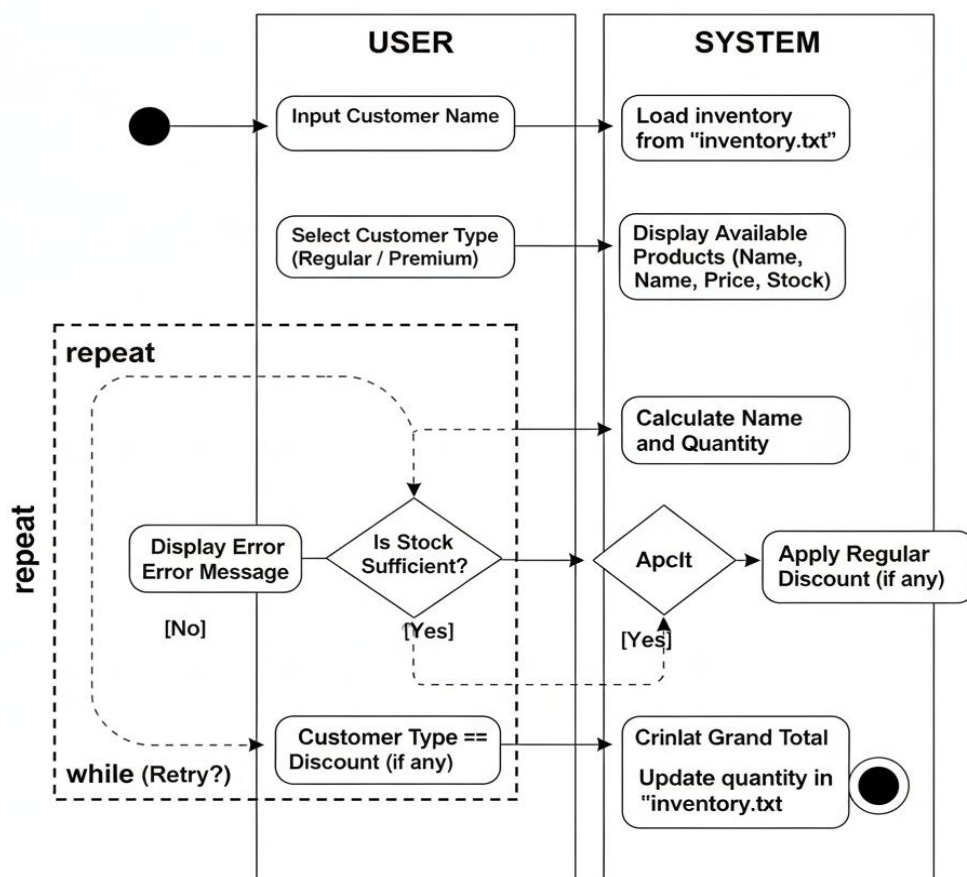 USER
SYSTEM
Input Customer Name
Load inventory
from "inventory.txt"
Select Customer Type
(Regular / Premium)
Display Available
Products (Name,
Name, Price, Stock)
repeat
Calculate Name
and Quantity
repeat
Display Error
Error Message
Is Stock
Sufficient?
Apclt
Apply Regular
Discount (if any)
[No]
[Yes]
[Yes]
Customer Type ==
Discount (if any)
while (Retry?)
Crinlat Grand Total
Update quantity in
"inventory.txt